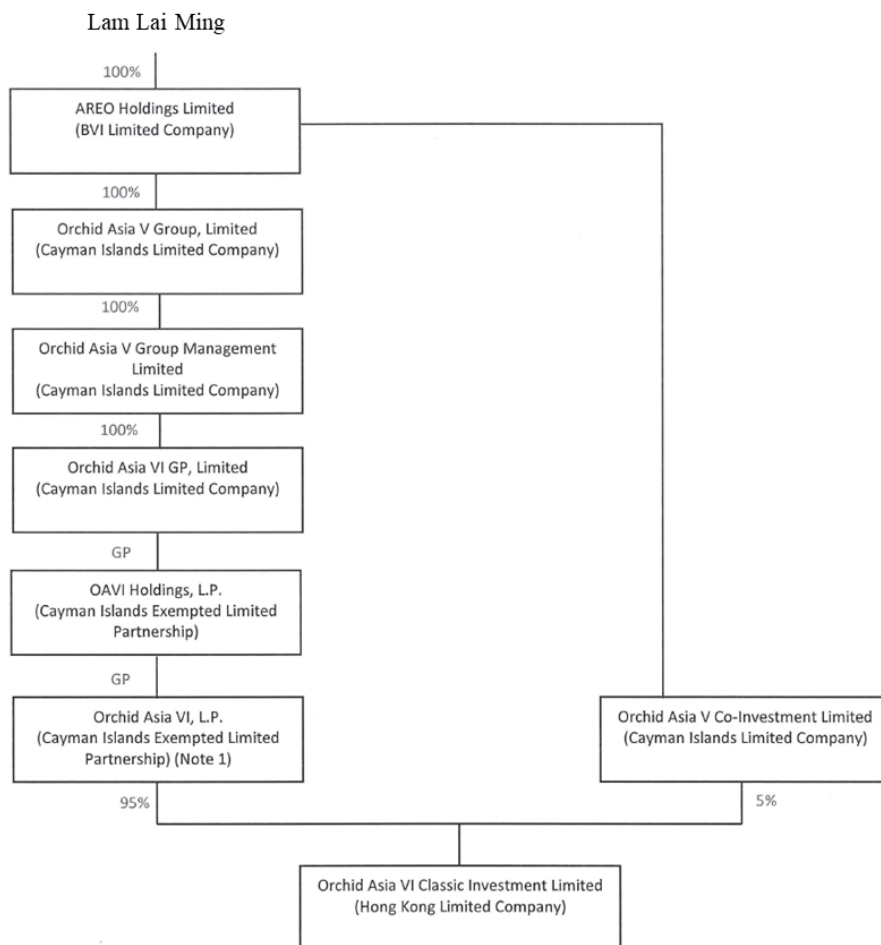 Lam Lai Ming
100%
AREO Holdings Limited
(BVI Limited Company)
100%
Orchid Asia V Group, Limited
(Cayman Islands Limited Company)
100%
Orchid Asia V Group Management
Limited
(Cayman Islands Limited Company)
100%
Orchid Asia VI GP, Limited
(Cayman Islands Limited Company)
GP
OAVI Holdings, L.P.
(Cayman Islands Exempted Limited
Partnership)
GP
Orchid Asia VI, L.P.
(Cayman Islands Exempted Limited
Partnership) (Note 1)
Orchid Asia V Co-Investment Limited
(Cayman Islands Limited Company)
95%
5%
Orchid Asia VI Classic Investment Limited
(Hong Kong Limited Company)